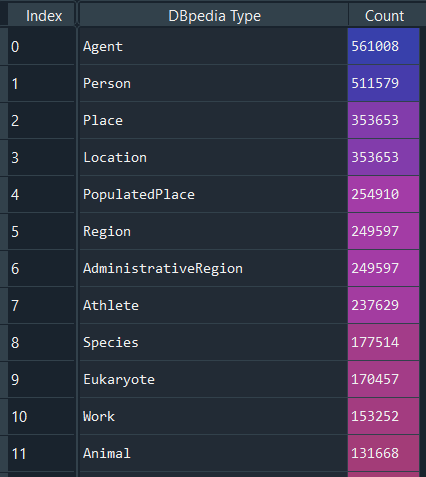 Index DBpedia Type Count
0 Agent 561008
1 Person 511579
2 Place 353653
3 Location 353653
4 PopulatedPlace 254910
5 Region 249597
6 AdministrativeRegion 249597
7 Athlete 237629
8 Species 177514
9 Eukaryote 170457
10 Work 153252
11 Animal 131668